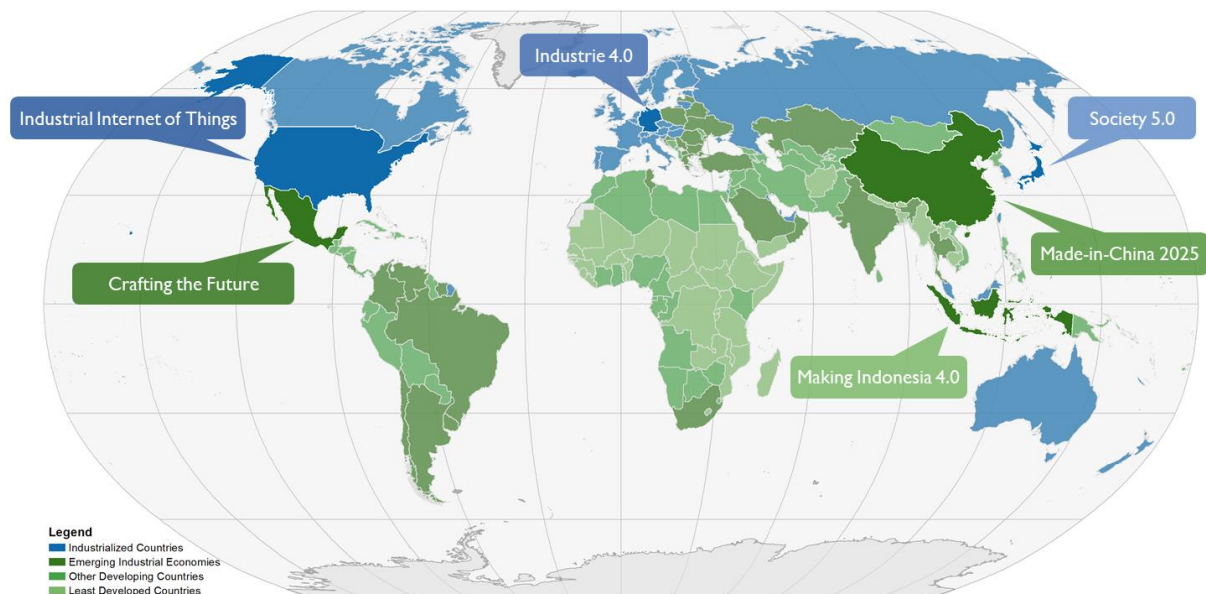 Industrie 4.0
Industrial Internet of Things
Society 5.0
Made-in-China 2025
Crafting the Future
Making Indonesia 4.0
Legend
Industrialized Countries
Emerging Industrial Economies
Other Developing Countries
Least Developed Countries